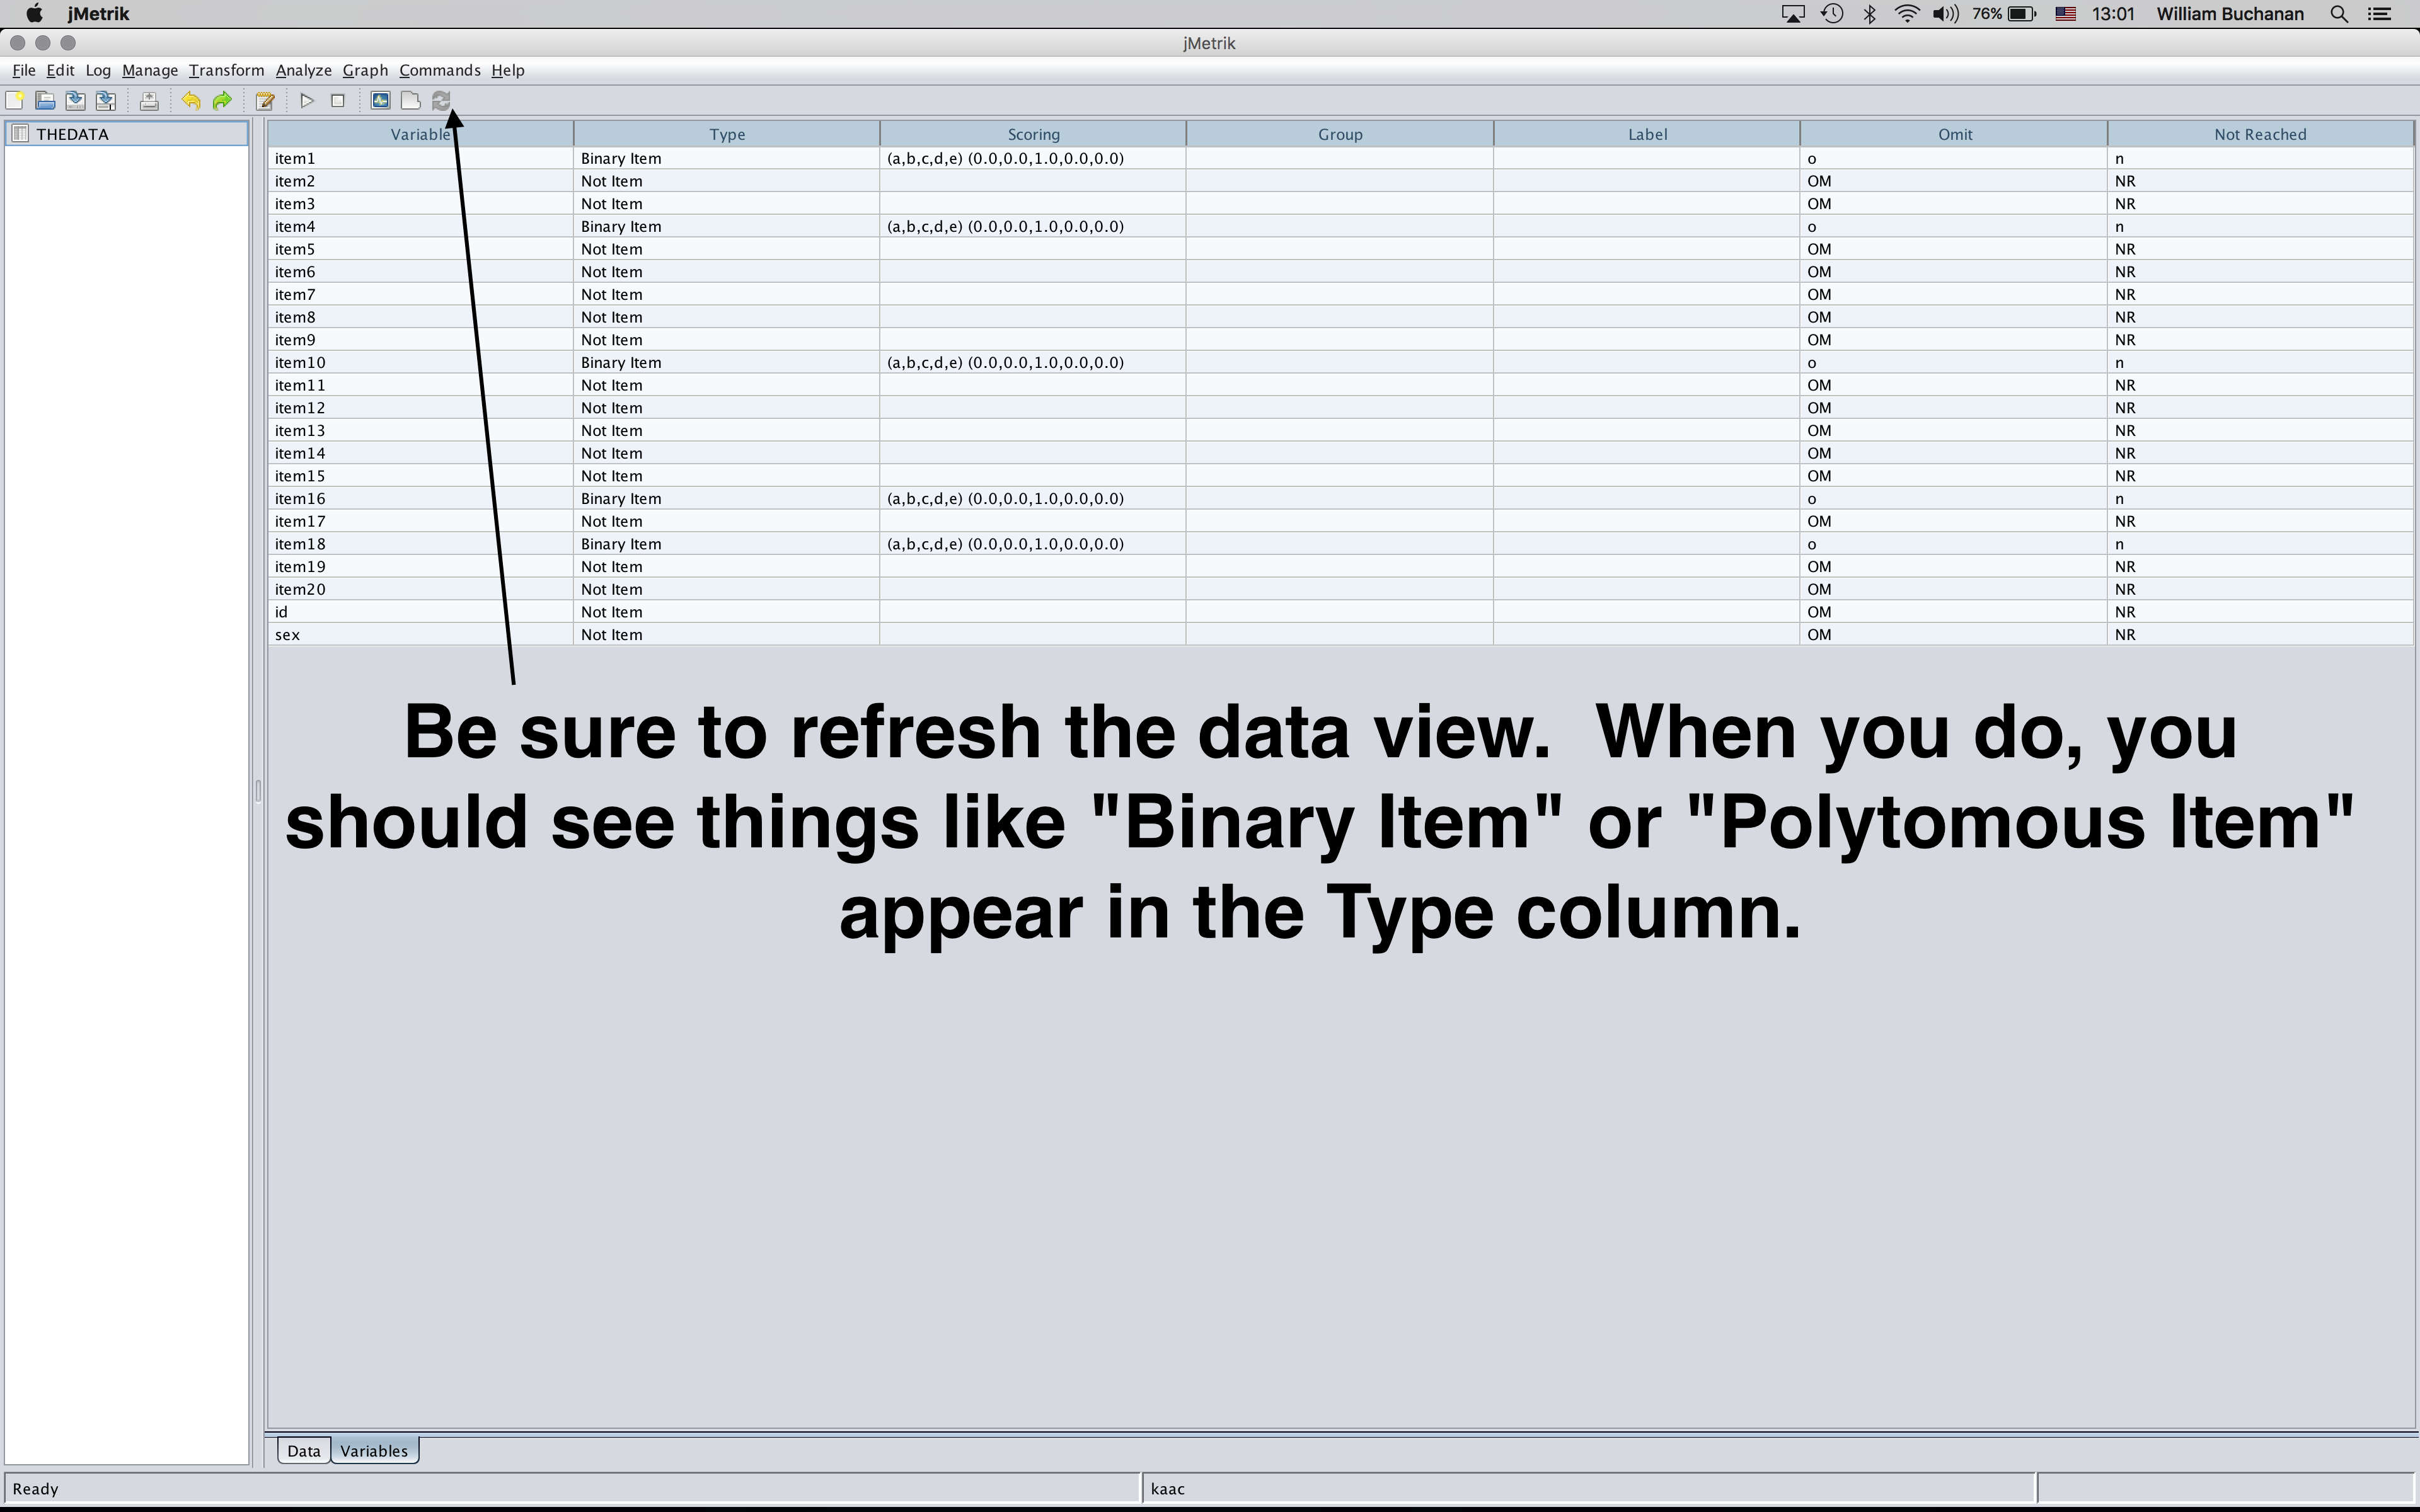 jMetrik 76% 13:01 William Buchanan
jMetrik
File Edit Log Manage Transform Analyze Graph Commands Help
THEDATA
Variable Type Scoring Group Label Omit Not Reached
item1 Binary Item (a,b,c,d,e) (0.0,0.0,1.0,0.0,0.0) o n
item2 Not Item OM NR
item3 Not Item OM NR
item4 Binary Item (a,b,c,d,e) (0.0,0.0,1.0,0.0,0.0) o n
item5 Not Item OM NR
item6 Not Item OM NR
item7 Not Item OM NR
item8 Not Item OM NR
item9 Not Item OM NR
item10 Binary Item (a,b,c,d,e) (0.0,0.0,1.0,0.0,0.0) o n
item11 Not Item OM NR
item12 Not Item OM NR
item13 Not Item OM NR
item14 Not Item OM NR
item15 Not Item OM NR
item16 Binary Item (a,b,c,d,e) (0.0,0.0,1.0,0.0,0.0) o n
item17 Not Item OM NR
item18 Binary Item (a,b,c,d,e) (0.0,0.0,1.0,0.0,0.0) o n
item19 Not Item OM NR
item20 Not Item OM NR
id Not Item OM NR
sex Not Item OM NR
Be sure to refresh the data view.  When you do, you
should see things like "Binary Item" or "Polytomous Item"
appear in the Type column.
Data Variables
Ready kaac